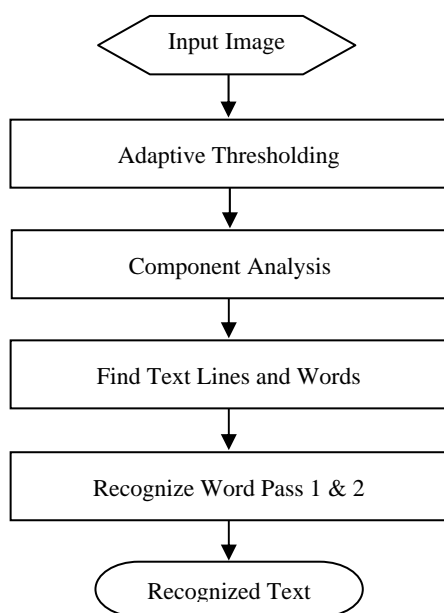 Input Image
Adaptive Thresholding
Component Analysis
Find Text Lines and Words
Recognize Word Pass 1 & 2
Recognized Text